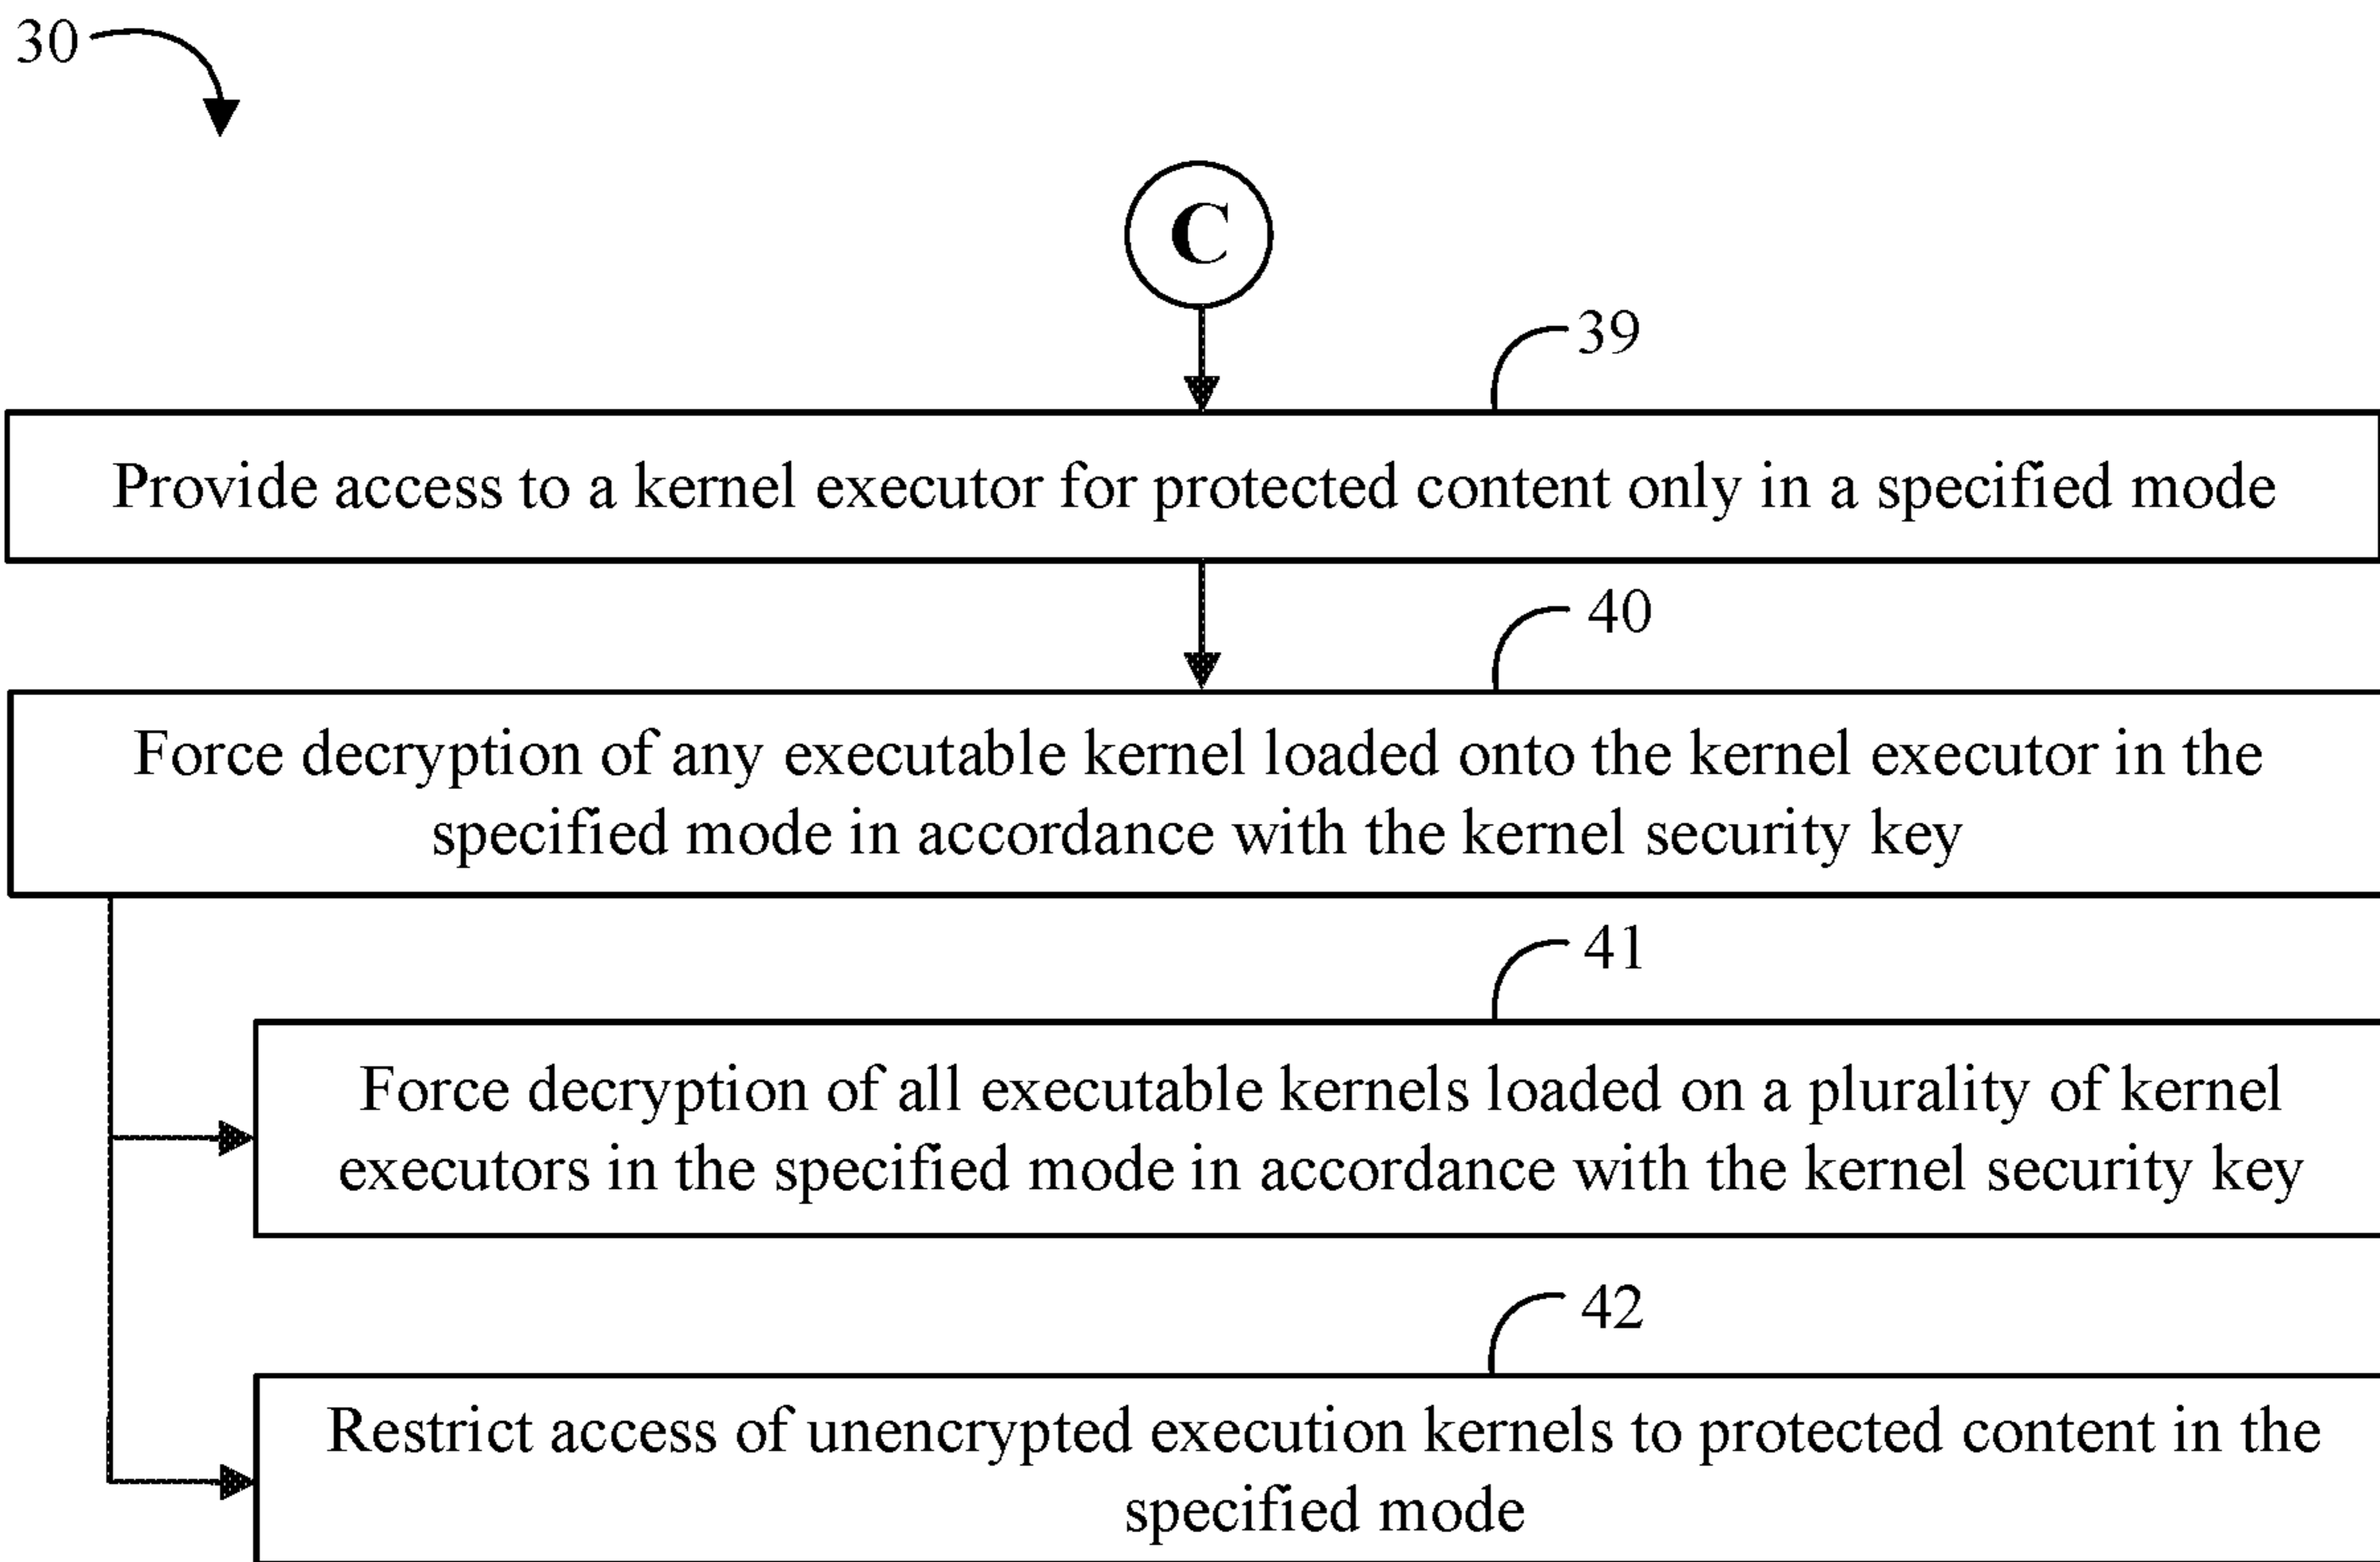 30
C
39
Provide access to a kernel executor for protected content only in a specified mode
40
Force decryption of any executable kernel loaded onto the kernel executor in the
specified mode in accordance with the kernel security key
41
Force decryption of all executable kernels loaded on a plurality of kernel
executors in the specified mode in accordance with the kernel security key
42
Restrict access of unencrypted execution kernels to protected content in the
specified mode